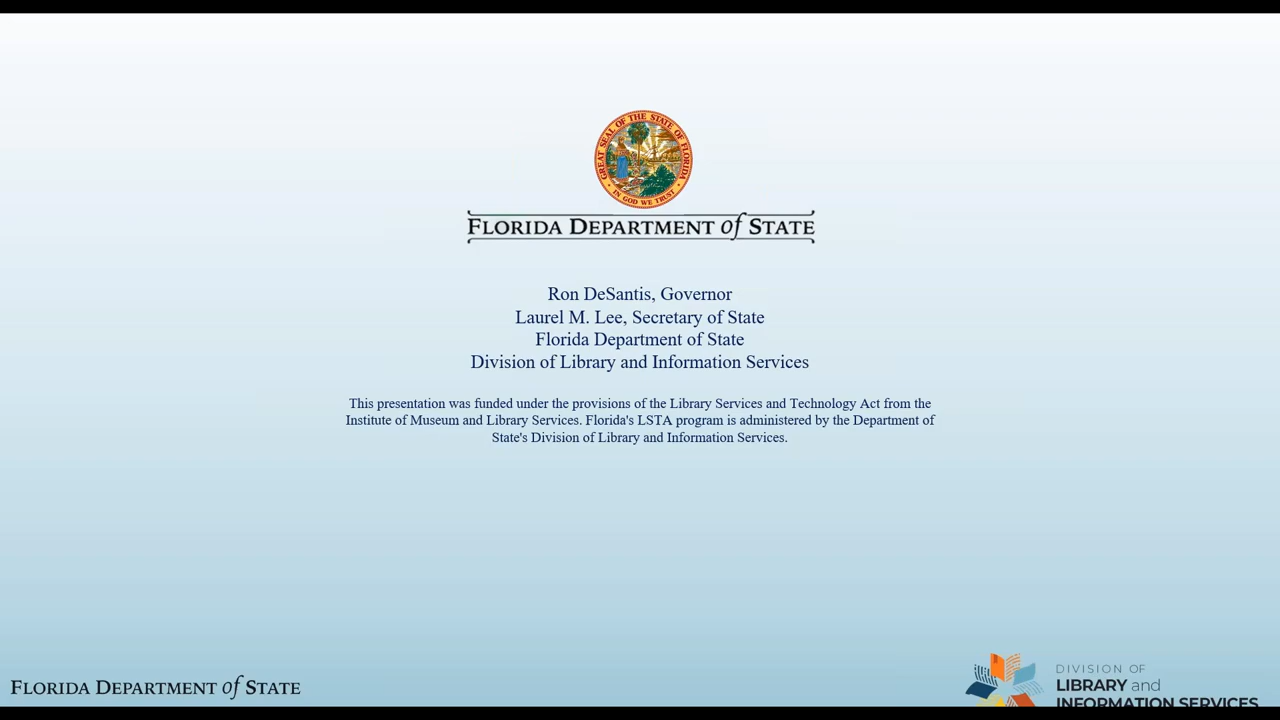 GREAT SEAL OF THE STATE OF FLORIDA
IN GOD WE TRUST
FLORIDA DEPARTMENT of STATE
Ron DeSantis, Governor
Laurel M. Lee, Secretary of State
Florida Department of State
Division of Library and Information Services
This presentation was funded under the provisions of the Library Services and Technology Act from the
Institute of Museum and Library Services. Florida's LSTA program is administered by the Department of
State's Division of Library and Information Services.
FLORIDA DEPARTMENT of STATE
DIVISION OF
LIBRARY and
INFORMATION SERVICES